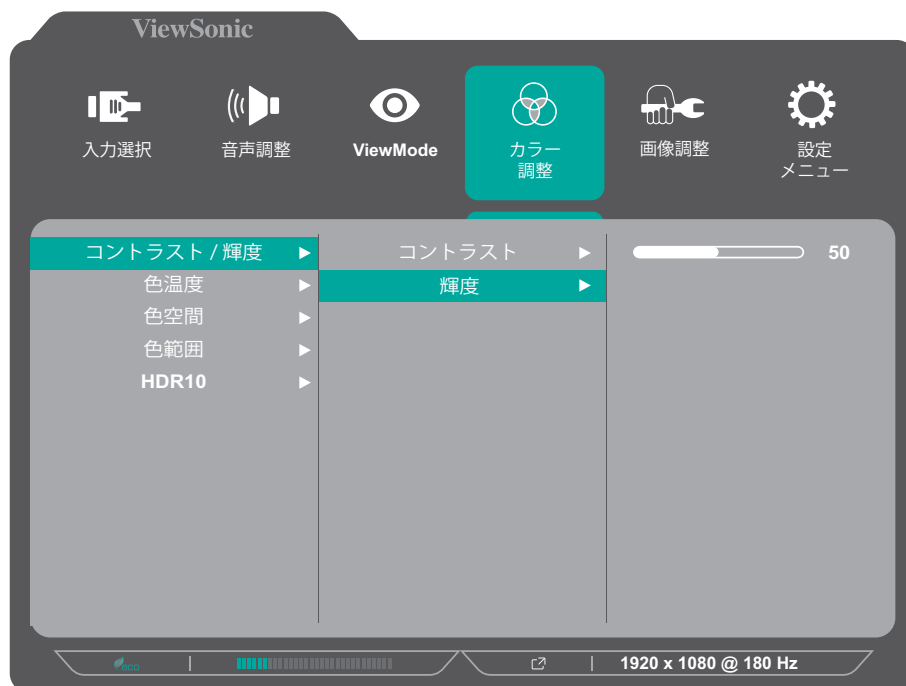 ViewSonic
入力選択
音声調整
ViewMode
カラー
調整
画像調整
設定
メニュー
コントラスト / 輝度
コントラスト
50
色温度
輝度
色空間
色範囲
HDR10
eco
1920 x 1080 @ 180 Hz